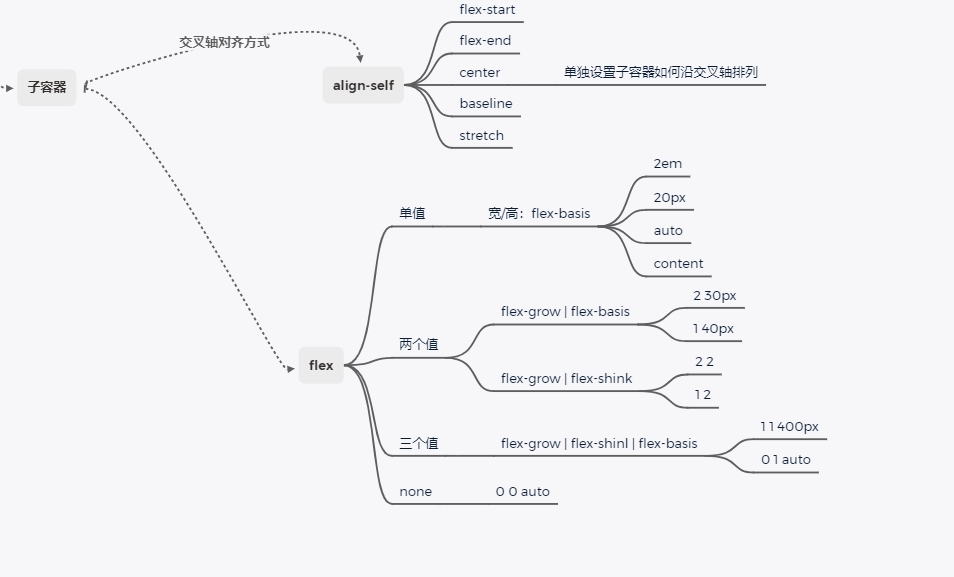 子容器
交叉轴对齐方式
align-self
flex-start
flex-end
center
单独设置子容器如何沿交叉轴排列
baseline
stretch
flex
单值
宽/高：flex-basis
2em
20px
auto
content
两个值
flex-grow | flex-basis
2 30px
1 40px
flex-grow | flex-shink
2 2
1 2
三个值
flex-grow | flex-shinl | flex-basis
1 1 400px
0 1 auto
none
0 0 auto